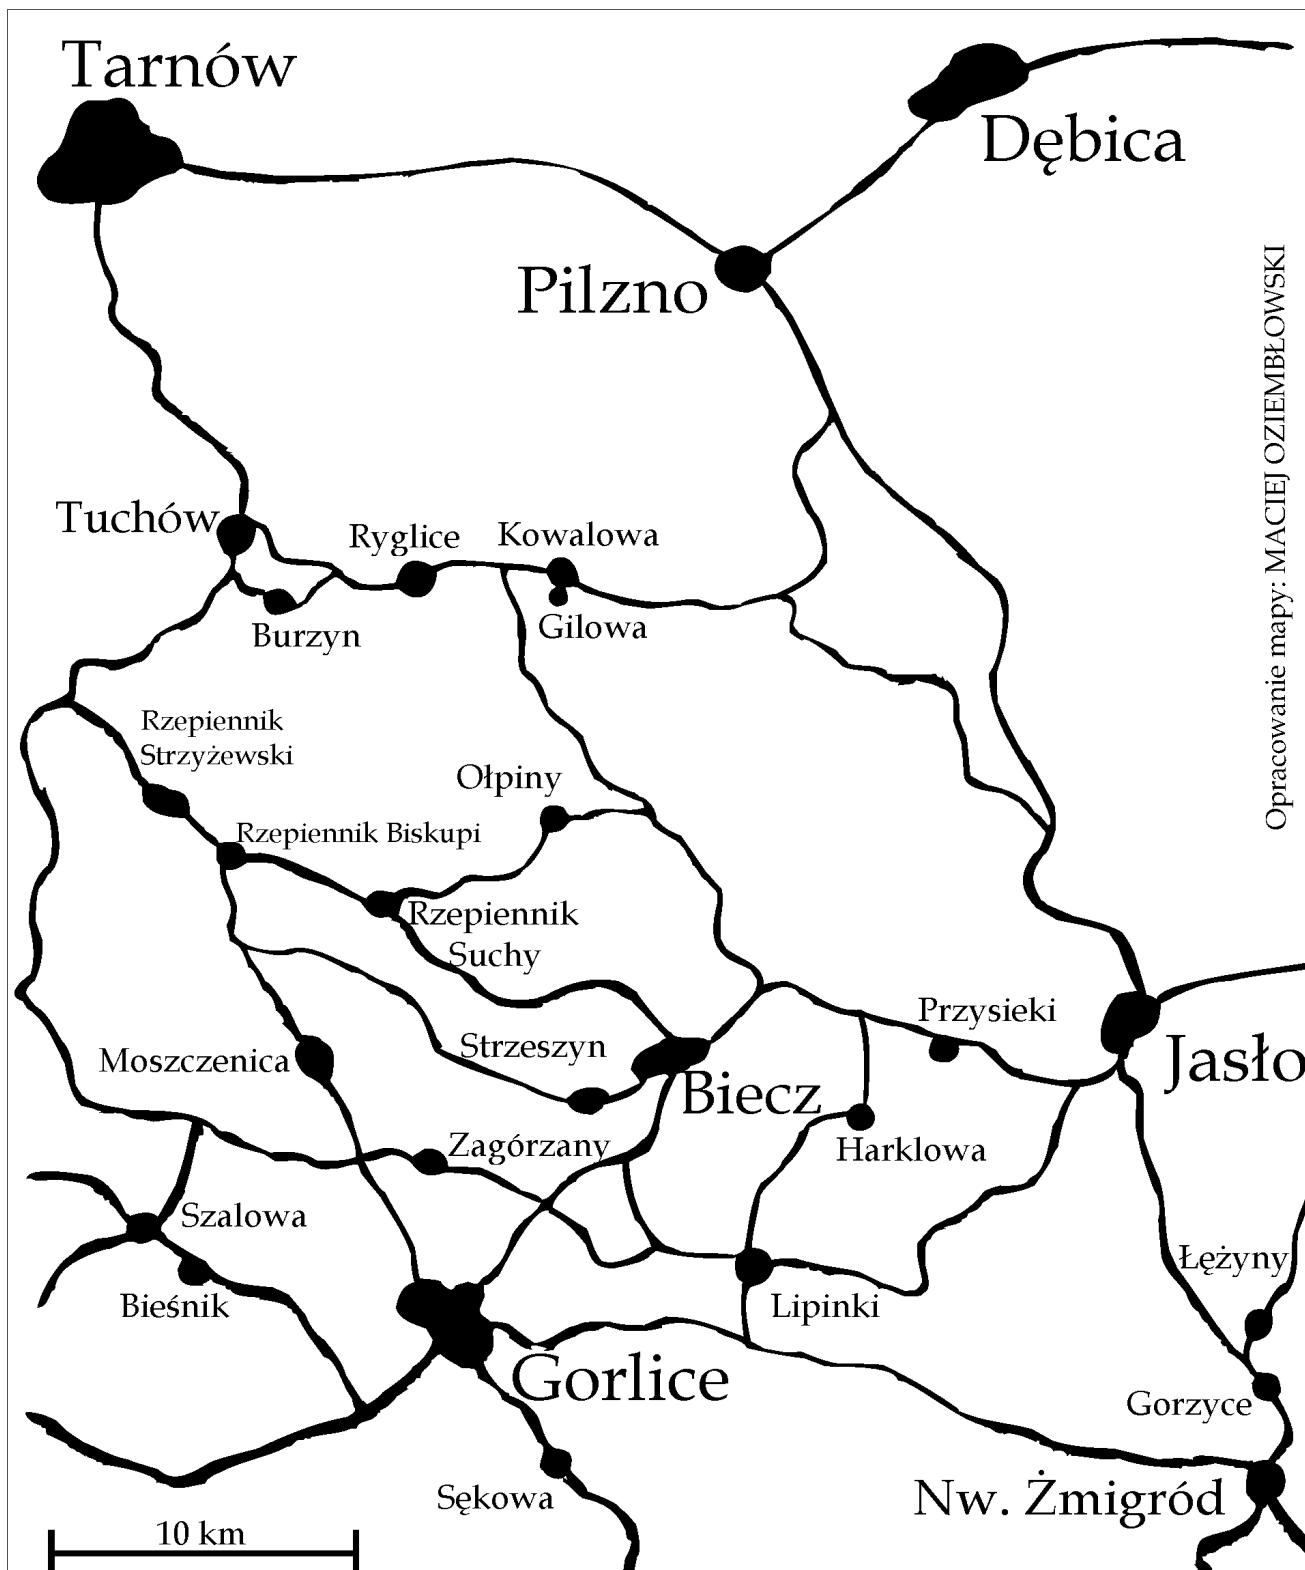 Tarnów
Dębica
Pilzno
Opracowanie mapy: MACIEJ OZIEMBŁOWSKI
Tuchów
Ryglice
Kowalowa
Gilowa
Burzyn
Rzepiennik
Strzyżewski
Ołpiny
Rzepiennik Biskupi
Rzepiennik
Suchy
Przysieki
Strzeszyn
Moszczenica
Jasło
Biecz
Zagórzany
Harklowa
Szalowa
Łężyny
Bieśnik
Lipinki
Gorlice
Gorzyce
Sękowa
Nw. Żmigród
10 km